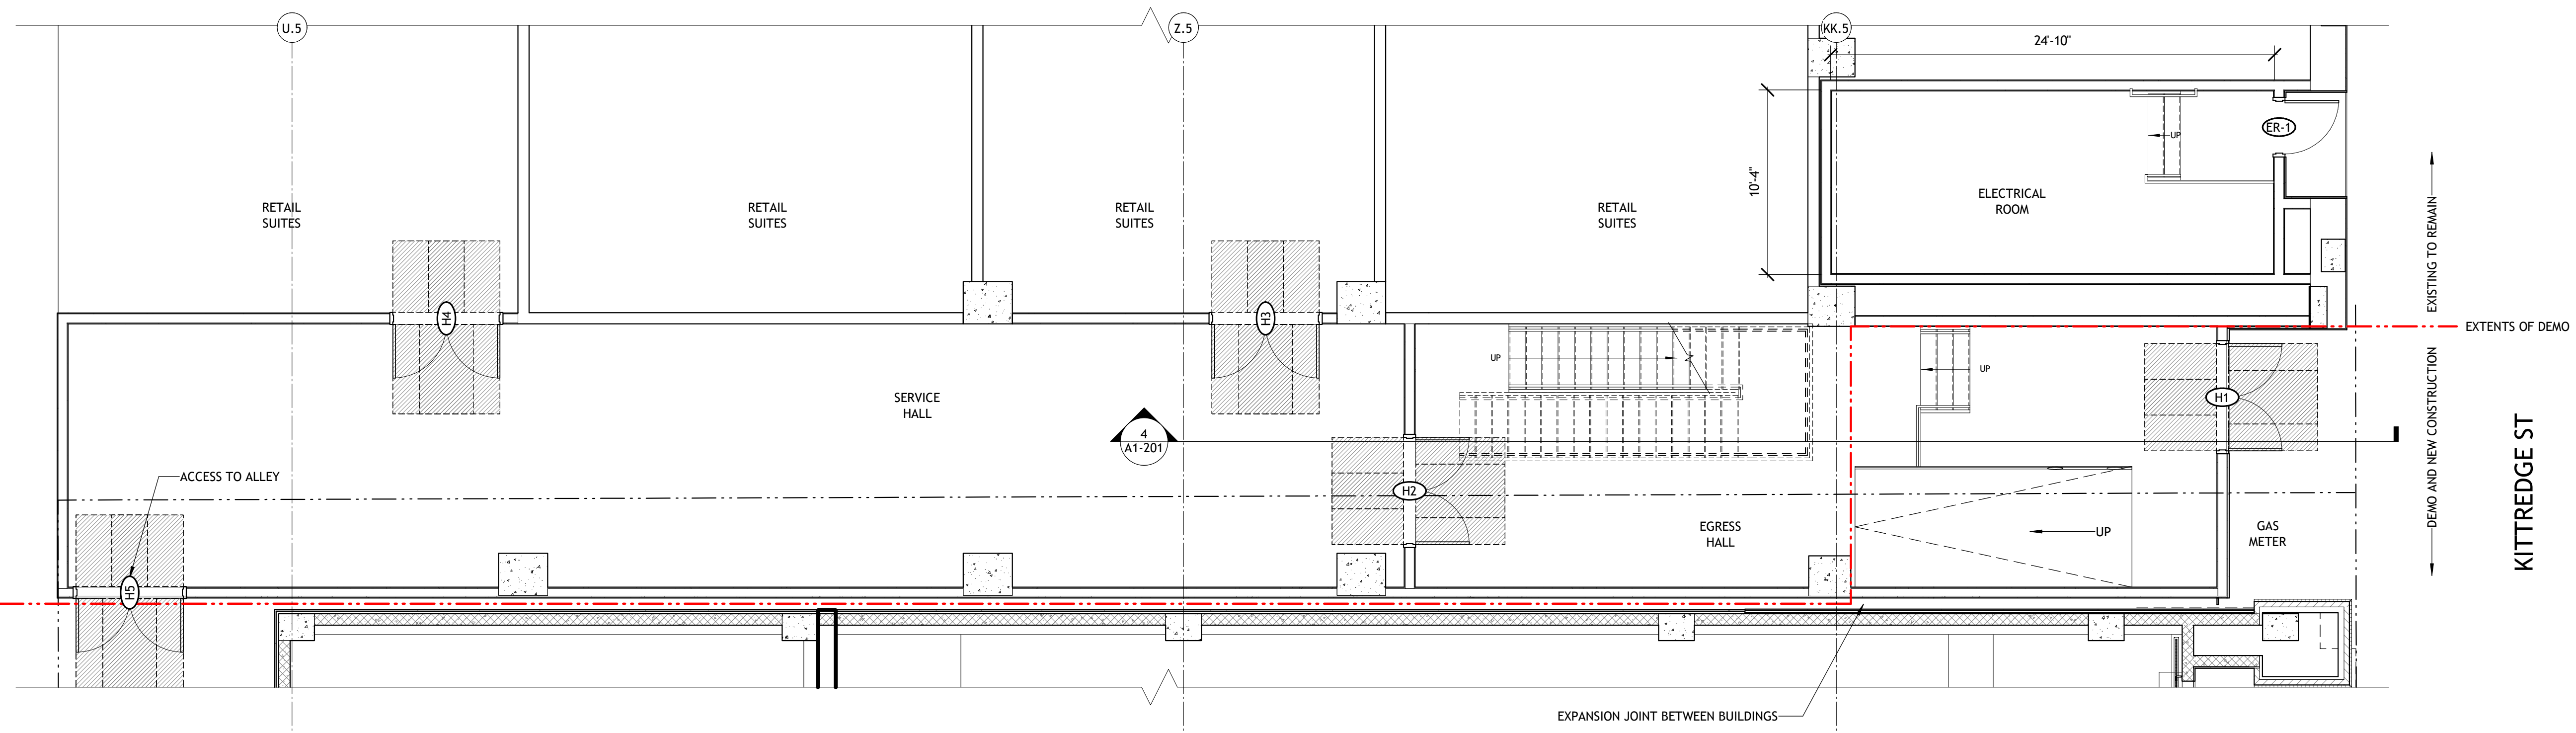 U.5
Z.5
KK.5
24'-10"
10'-4"
UP
ER-1
ELECTRICAL
ROOM
RETAIL
SUITES
RETAIL
SUITES
RETAIL
SUITES
RETAIL
SUITES
EXISTING TO REMAIN
H4
H3
EXTENTS OF DEMO
UP
UP
H1
SERVICE
HALL
4
A1-201
DEMO AND NEW CONSTRUCTION
KITTREDGE ST
ACCESS TO ALLEY
H2
EGRESS
HALL
UP
GAS
METER
H5
EXPANSION JOINT BETWEEN BUILDINGS